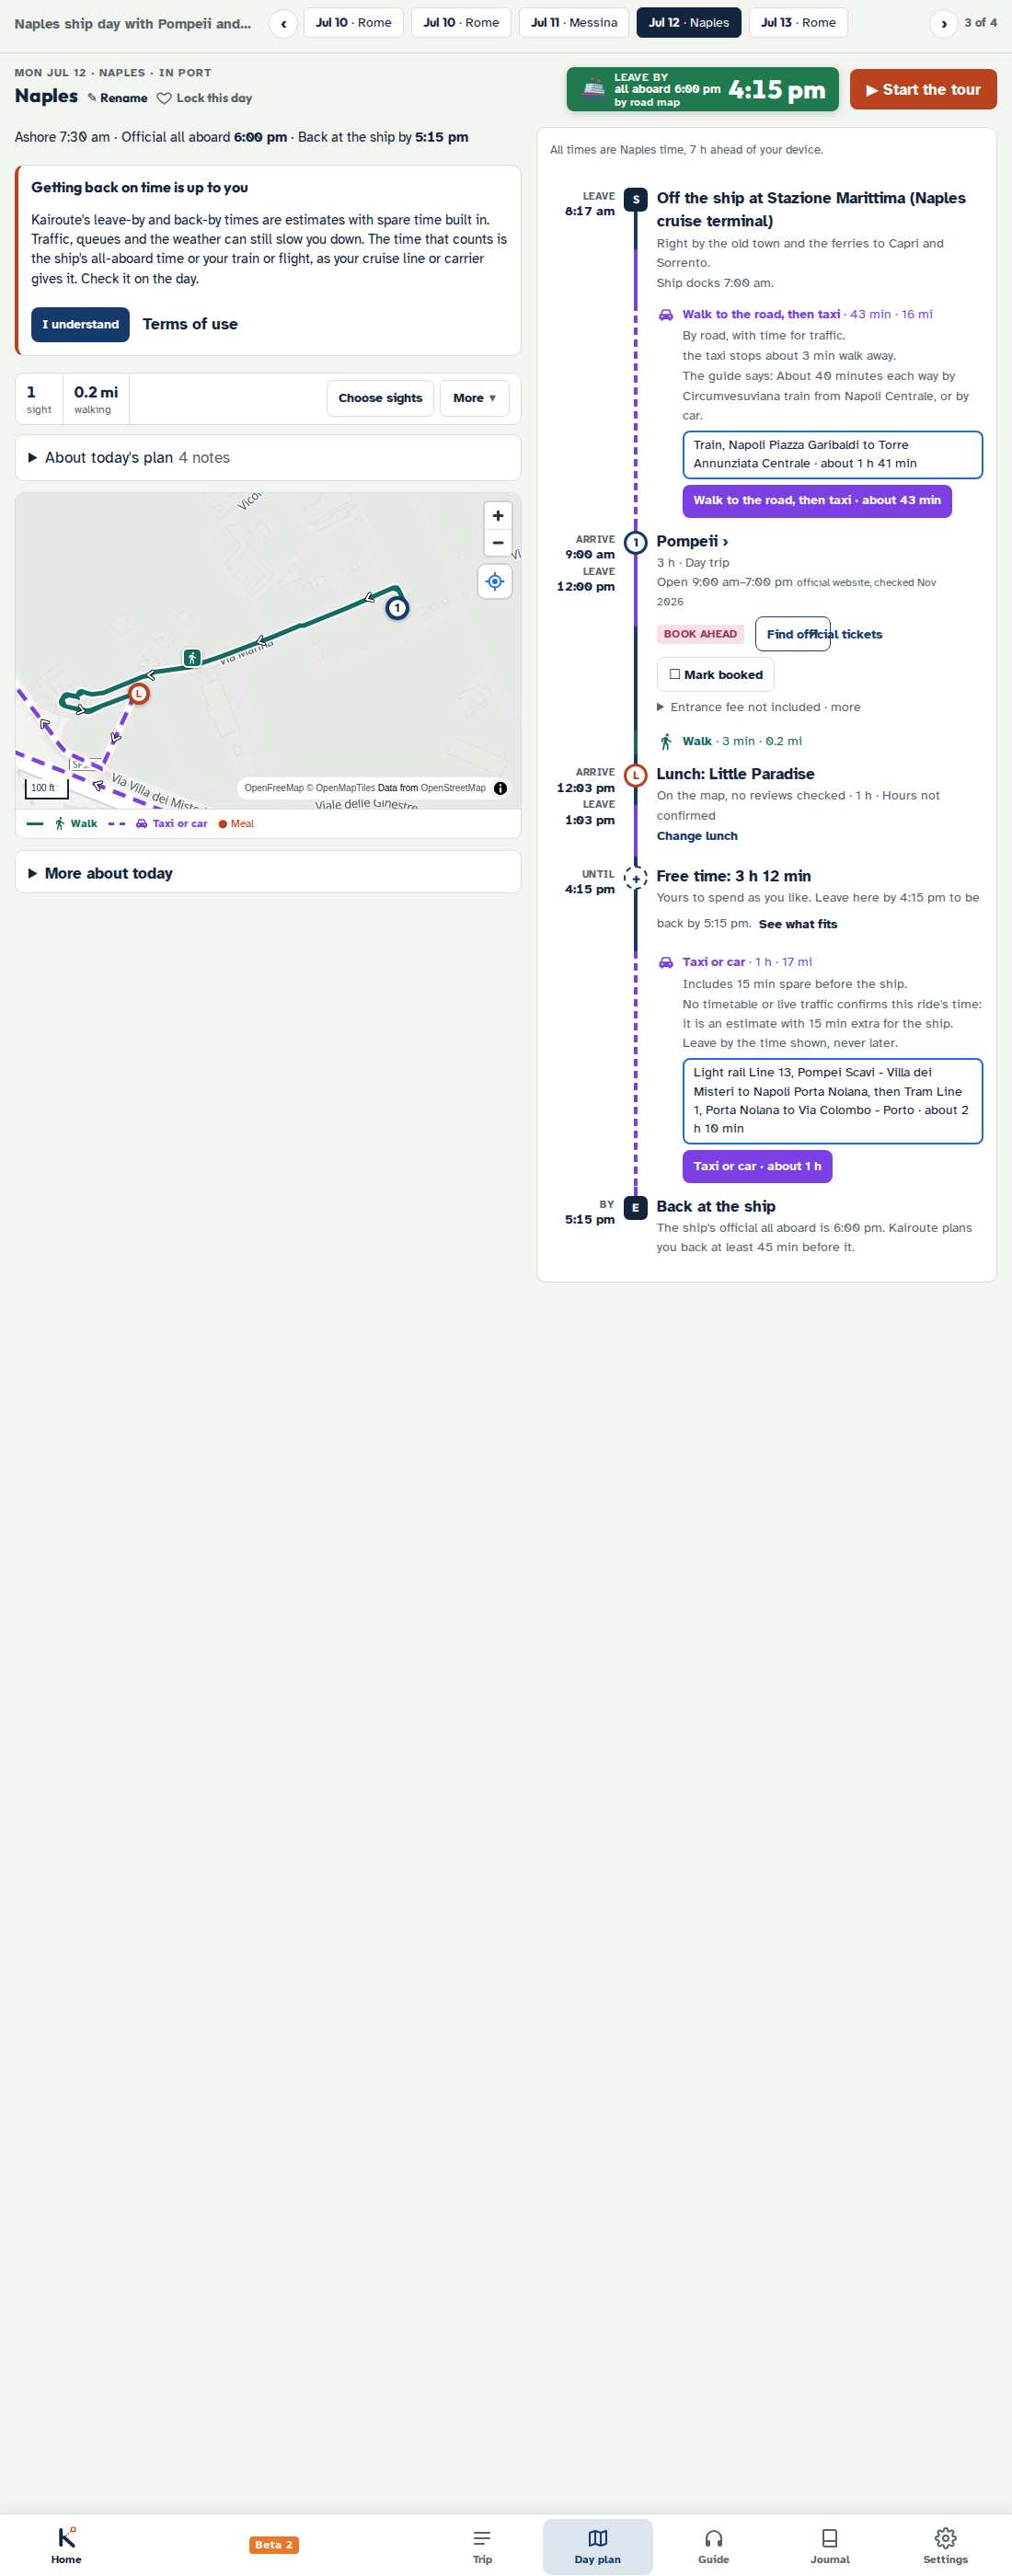 Naples ship day with Pompeii and...
‹
Jul 10 · Rome
Jul 10 · Rome
Jul 11 · Messina
Jul 12 · Naples
Jul 13 · Rome
›
3 of 4
MON JUL 12 · NAPLES · IN PORT
Naples
✎ Rename
Lock this day
LEAVE BY
all aboard 6:00 pm
by road map
4:15 pm
▶ Start the tour
Ashore 7:30 am · Official all aboard 6:00 pm · Back at the ship by 5:15 pm
Getting back on time is up to you
Kairoute's leave-by and back-by times are estimates with spare time built in.
Traffic, queues and the weather can still slow you down. The time that counts is
the ship's all-aboard time or your train or flight, as your cruise line or carrier
gives it. Check it on the day.
I understand
Terms of use
1
sight
0.2 mi
walking
Choose sights
More ▾
▶ About today's plan 4 notes
+
−
1
L
Via Marina
Via Villa dei Miste
Viale delle Ginestre
100 ft
OpenFreeMap © OpenMapTiles Data from OpenStreetMap
Walk
Taxi or car
Meal
▶ More about today
All times are Naples time, 7 h ahead of your device.
LEAVE
8:17 am
S
Off the ship at Stazione Marittima (Naples
cruise terminal)
Right by the old town and the ferries to Capri and
Sorrento.
Ship docks 7:00 am.
Walk to the road, then taxi · 43 min · 16 mi
By road, with time for traffic.
the taxi stops about 3 min walk away.
The guide says: About 40 minutes each way by
Circumvesuviana train from Napoli Centrale, or by
car.
Train, Napoli Piazza Garibaldi to Torre
Annunziata Centrale · about 1 h 41 min
Walk to the road, then taxi · about 43 min
ARRIVE
9:00 am
LEAVE
12:00 pm
1
Pompeii ›
3 h · Day trip
Open 9:00 am–7:00 pm official website, checked Nov
2026
BOOK AHEAD
Find official tickets
☐ Mark booked
▶ Entrance fee not included · more
Walk · 3 min · 0.2 mi
ARRIVE
12:03 pm
LEAVE
1:03 pm
L
Lunch: Little Paradise
On the map, no reviews checked · 1 h · Hours not
confirmed
Change lunch
UNTIL
4:15 pm
+
Free time: 3 h 12 min
Yours to spend as you like. Leave here by 4:15 pm to be
back by 5:15 pm. See what fits
Taxi or car · 1 h · 17 mi
Includes 15 min spare before the ship.
No timetable or live traffic confirms this ride's time:
it is an estimate with 15 min extra for the ship.
Leave by the time shown, never later.
Light rail Line 13, Pompei Scavi - Villa dei
Misteri to Napoli Porta Nolana, then Tram Line
1, Porta Nolana to Via Colombo - Porto · about 2
h 10 min
Taxi or car · about 1 h
BY
5:15 pm
E
Back at the ship
The ship's official all aboard is 6:00 pm. Kairoute plans
you back at least 45 min before it.
Home
Beta 2
Trip
Day plan
Guide
Journal
Settings